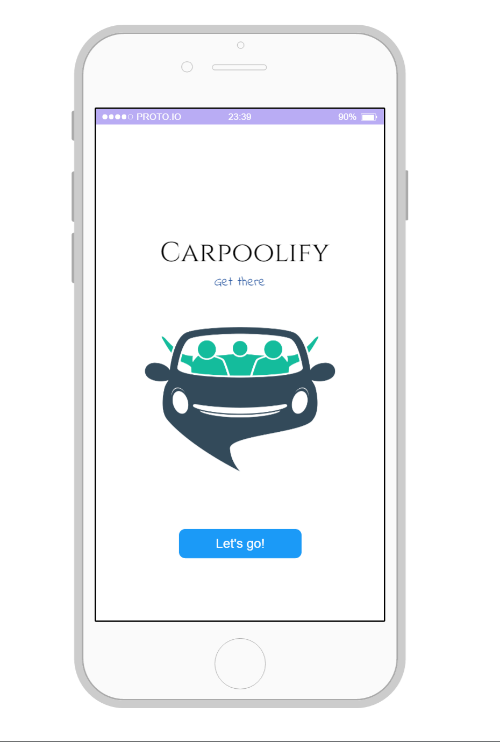 PROTO.IO 23:39 90%
CARPOOLIFY
Get there
Let's go!